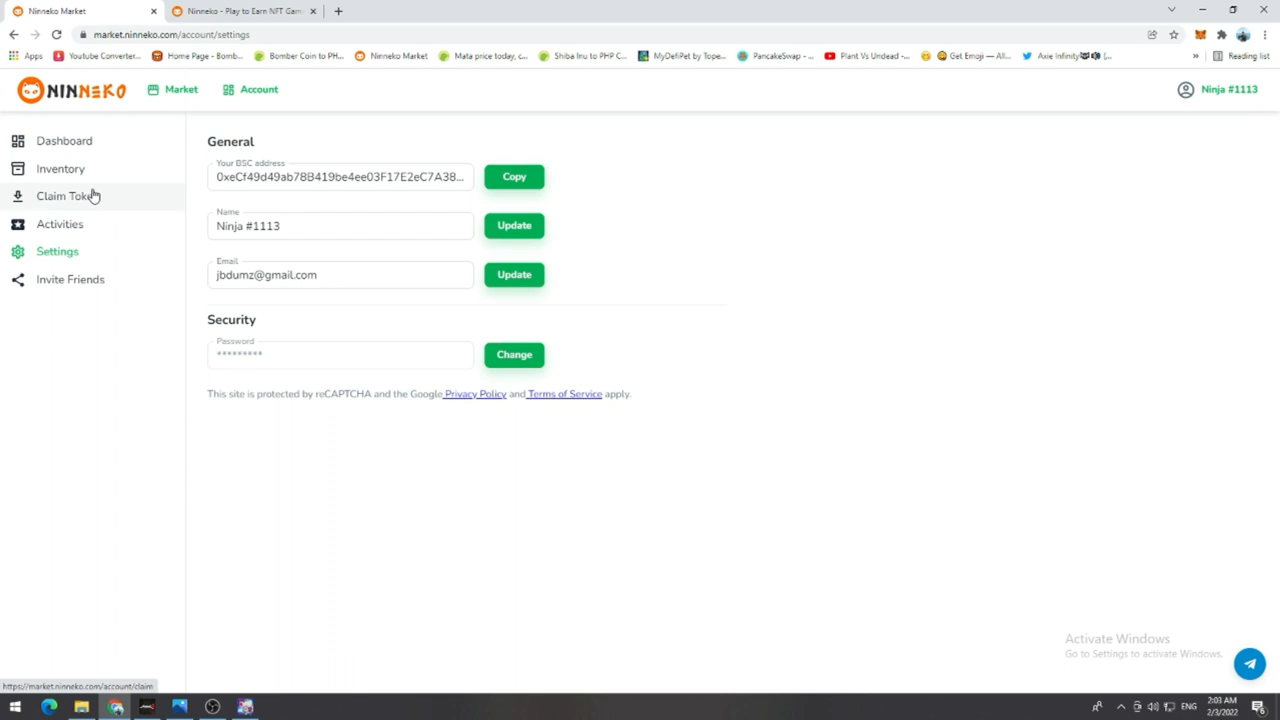 Ninneko Market
Ninneko - Play to Earn NFT Gam
market.ninneko.com/account/settings
Apps
Youtube Converter...
Home Page - Bomb...
Bomber Coin to PH...
Ninneko Market
Mata price today, c...
Shiba Inu to PHP C...
MyDefiPet by Tope...
PancakeSwap - ...
Plant Vs Undead -...
Get Emoji — All...
Axie Infinity
»
Reading list
NINNEKO
Market
Account
Ninja #1113
Dashboard
Inventory
Claim Toke
Activities
Settings
Invite Friends
General
Your BSC address
0xeCf49d49ab78B419be4ee03F17E2eC7A38...
Copy
Name
Ninja #1113
Update
Email
jbdumz@gmail.com
Update
Security
Password
*********
Change
This site is protected by reCAPTCHA and the Google Privacy Policy and Terms of Service apply.
Activate Windows
Go to Settings to activate Windows.
https://market.ninneko.com/account/claim
ENG
2:03 AM
2/3/2022
6